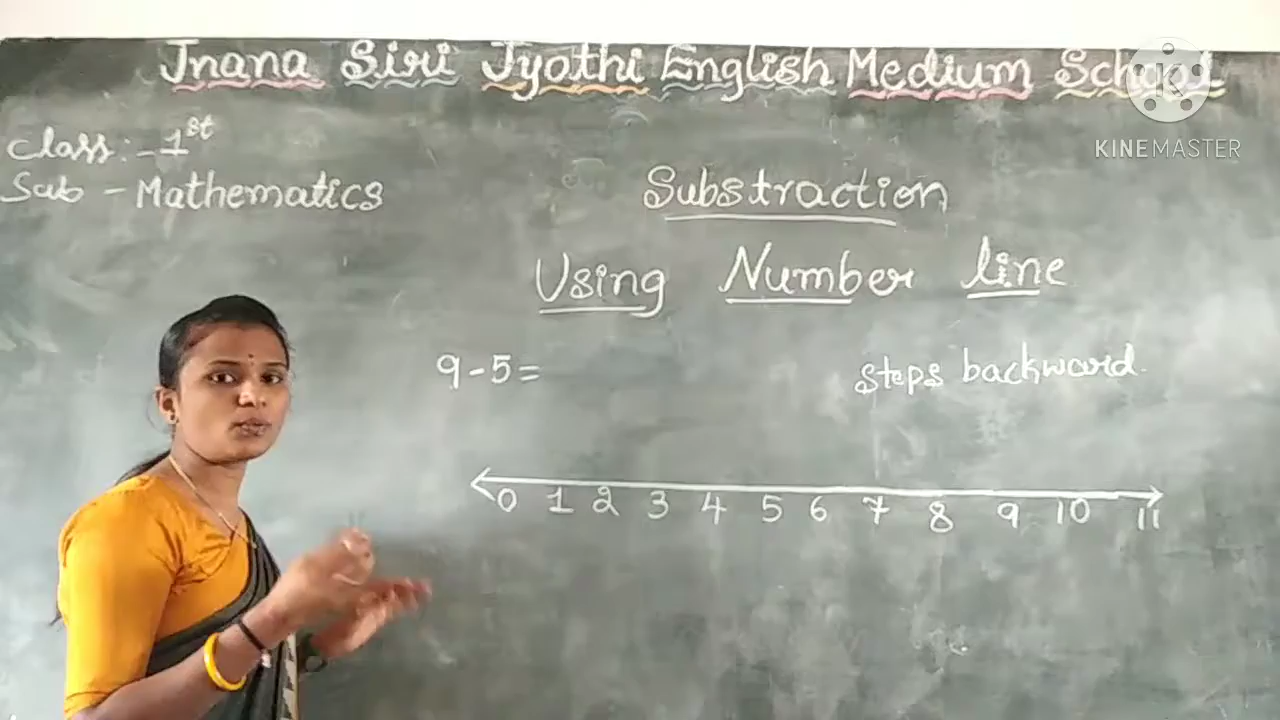 Jnana Siri Jyothi English Medium School
KINEMASTER
Class:- 1st
Sub - Mathematics
Substraction
Using Number line
9-5=
steps backward.
0 1 2 3 4 5 6 7 8 9 10 11